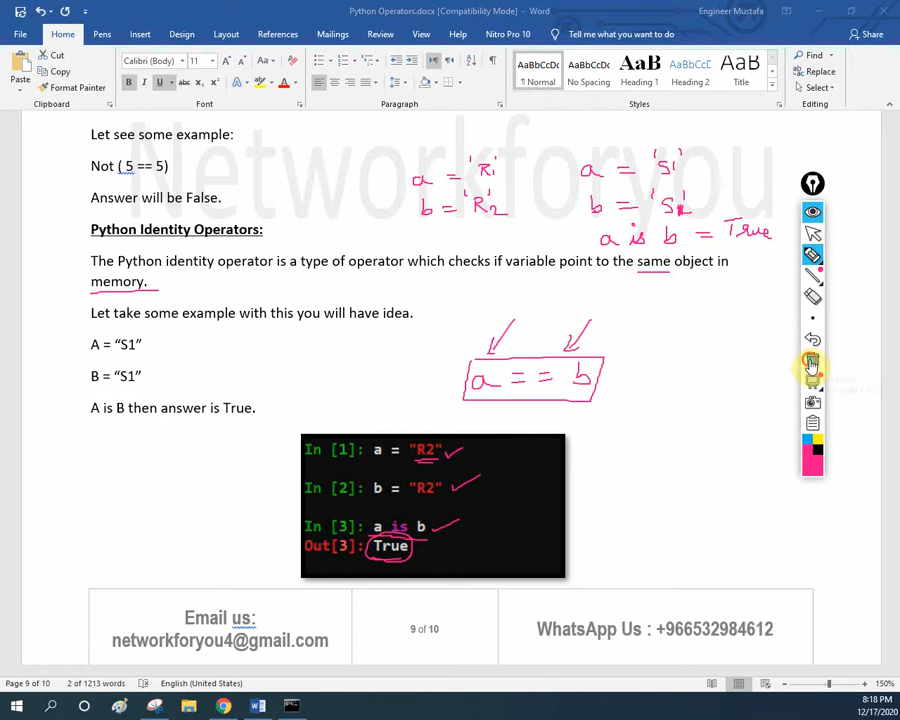 Python Operators.docx [Compatibility Mode] - Word
Engineer Mustafa
File Home Pens Insert Design Layout References Mailings Review View Help Nitro Pro 10 Tell me what you want to do Share
Paste
Cut
Copy
Format Painter
Clipboard
Calibri (Body) 11
Font
Paragraph
AaBbCcDc AaBbCcDc AaBbC AaBbCcD AaB
¶ Normal No Spacing Heading 1 Heading 2 Title
Styles
Find
Replace
Select
Editing
Networkforyou
Let see some example:
Not ( 5 == 5)
Answer will be False.
a = 'R1'
b = 'R2
a = 'S1'
b = 'S
a is b = True
Python Identity Operators:
The Python identity operator is a type of operator which checks if variable point to the same object in
memory.
Let take some example with this you will have idea.
A = “S1”
B = “S1”
A is B then answer is True.
a == b
In [1]: a = "R2"
In [2]: b = "R2"
In [3]: a is b
Out[3]: True
Email us:
networkforyou4@gmail.com
9 of 10
WhatsApp Us : +966532984612
Page 9 of 10 2 of 1213 words English (United States) 150%
8:18 PM
12/17/2020